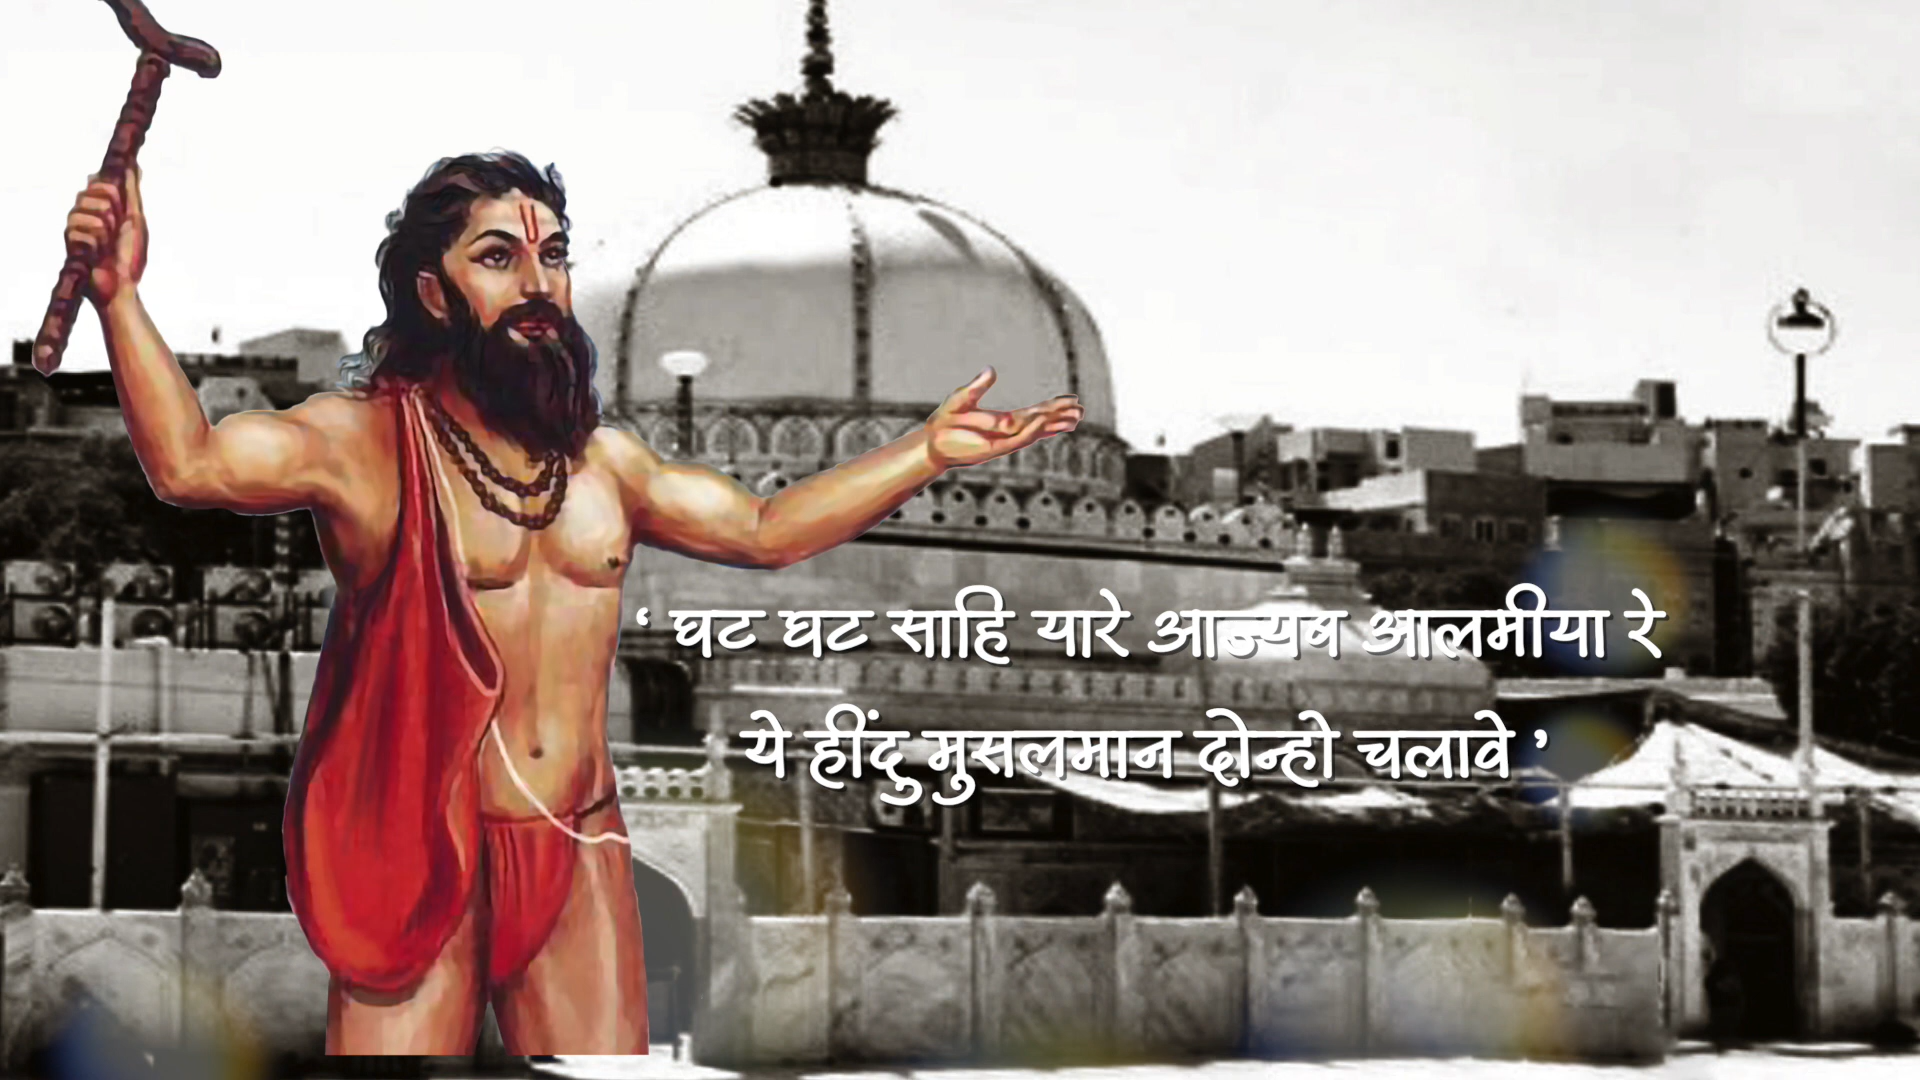 ‘ घट घट साहि यारे आज्यब आलमीया रे
ये हींदु मुसलमान दोन्हो चलावे ’